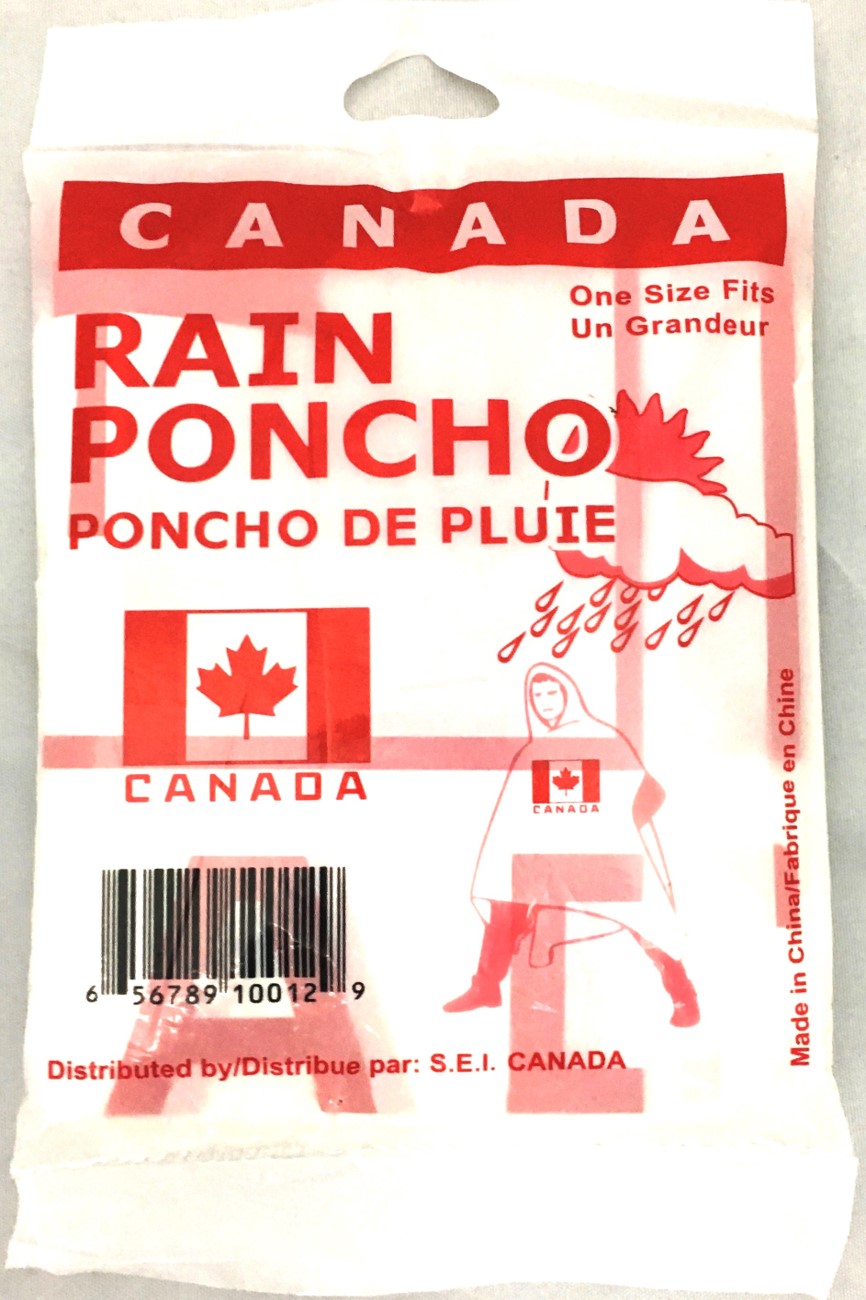 CANADA
One Size Fits
Un Grandeur
RAIN
PONCHO
PONCHO DE PLUIE
CANADA
CANADA
6 56789 10012 9
Distributed by/Distribue par: S.E.I. CANADA
Made in China/Fabrique en Chine